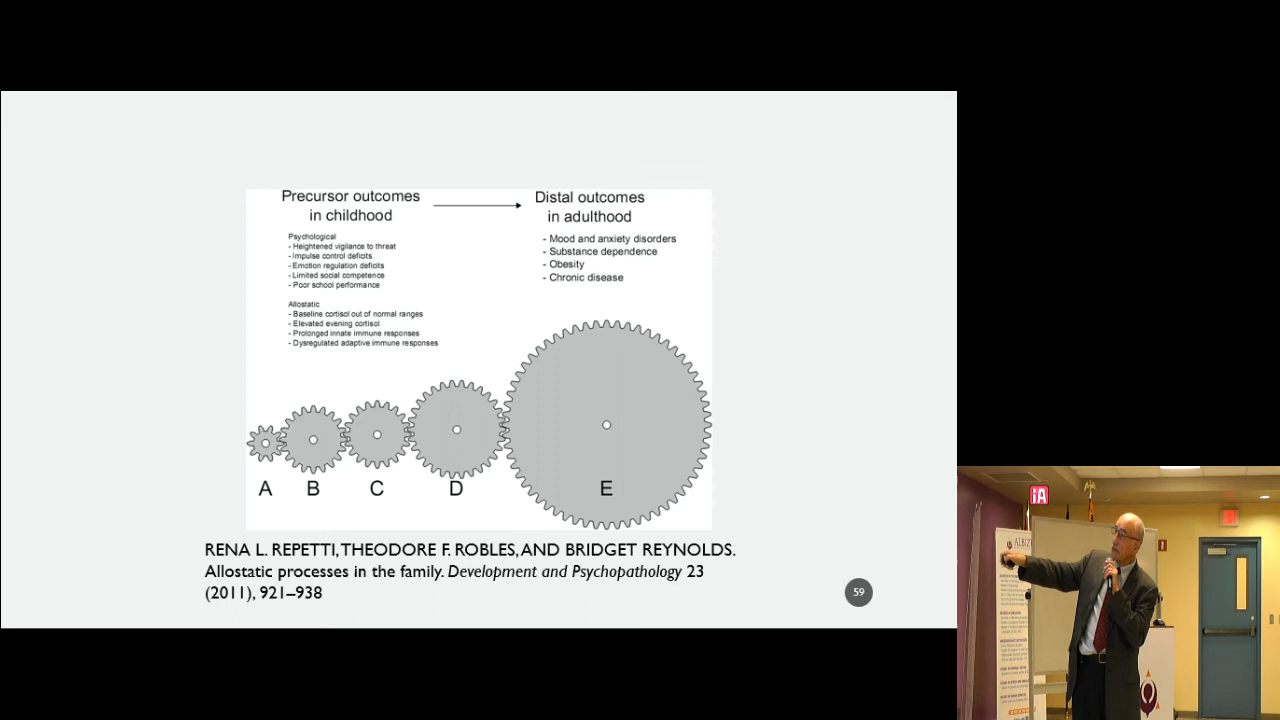 Precursor outcomes
in childhood
Distal outcomes
in adulthood
Psychological
- Heightened vigilance to threat
- Impulse control deficits
- Emotion regulation deficits
- Limited social competence
- Poor school performance
Allostatic
- Baseline cortisol out of normal ranges
- Elevated evening cortisol
- Prolonged innate immune responses
- Dysregulated adaptive immune responses
- Mood and anxiety disorders
- Substance dependence
- Obesity
- Chronic disease
A B C D E
RENA L. REPETTI, THEODORE F. ROBLES, AND BRIDGET REYNOLDS.
Allostatic processes in the family. Development and Psychopathology 23
(2011), 921–938
59
iA
ALBIZ